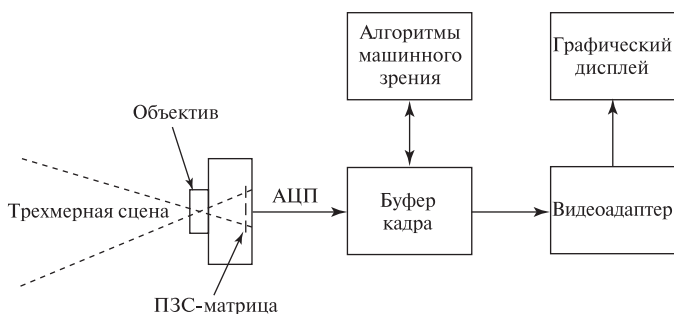 Алгоритмы
машинного
зрения
Графический
дисплей
Объектив
Трехмерная сцена
АЦП
Буфер
кадра
Видеоадаптер
ПЗС-матрица